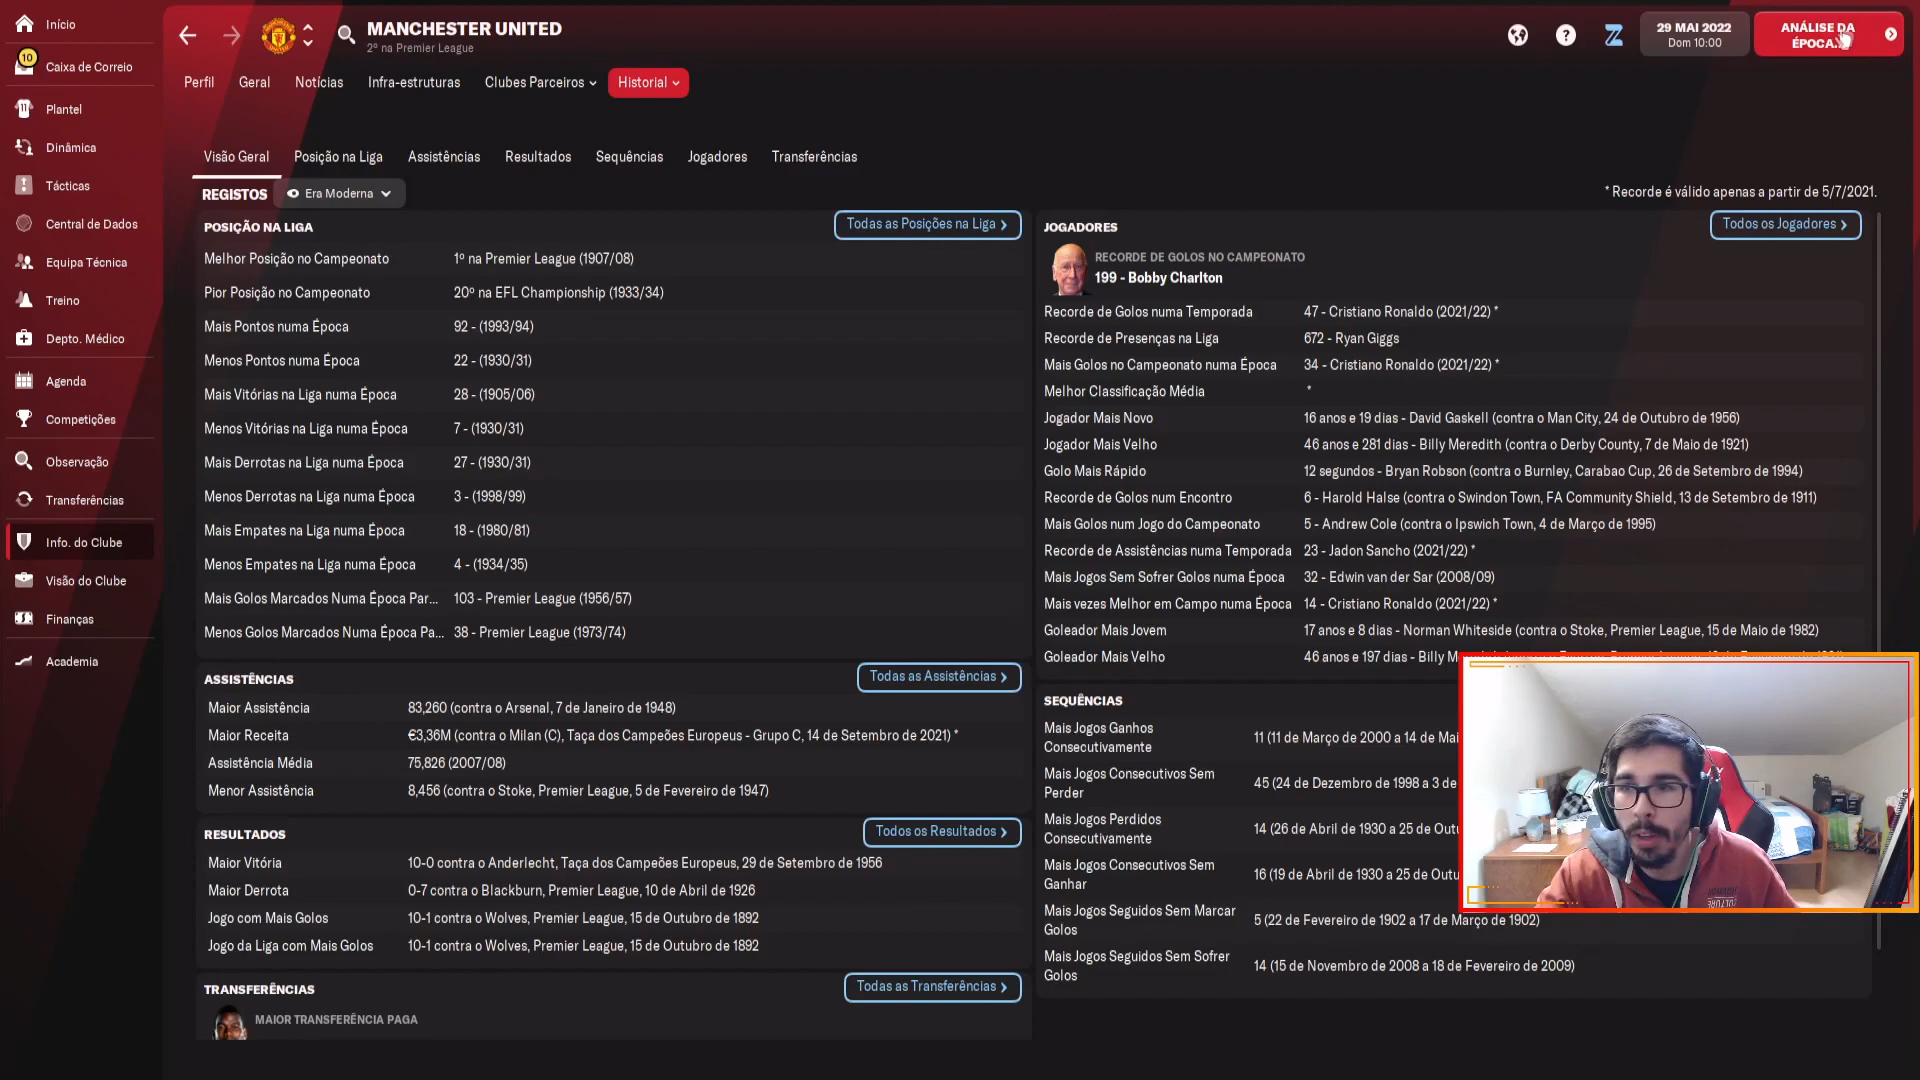 Início
10
Caixa de Correio
Plantel
Dinâmica
Tácticas
Central de Dados
Equipa Técnica
Treino
Depto. Médico
Agenda
Competições
Observação
Transferências
Info. do Clube
Visão do Clube
Finanças
Academia
MANCHESTER UNITED
2º na Premier League
29 MAI 2022
Dom 10:00
ANÁLISE DA
ÉPOCA...
Perfil Geral Notícias Infra-estruturas Clubes Parceiros Historial
Visão Geral Posição na Liga Assistências Resultados Sequências Jogadores Transferências
REGISTOS Era Moderna
* Recorde é válido apenas a partir de 5/7/2021.
POSIÇÃO NA LIGA Todas as Posições na Liga
Melhor Posição no Campeonato 1º na Premier League (1907/08)
Pior Posição no Campeonato 20º na EFL Championship (1933/34)
Mais Pontos numa Época 92 - (1993/94)
Menos Pontos numa Época 22 - (1930/31)
Mais Vitórias na Liga numa Época 28 - (1905/06)
Menos Vitórias na Liga numa Época 7 - (1930/31)
Mais Derrotas na Liga numa Época 27 - (1930/31)
Menos Derrotas na Liga numa Época 3 - (1998/99)
Mais Empates na Liga numa Época 18 - (1980/81)
Menos Empates na Liga numa Época 4 - (1934/35)
Mais Golos Marcados Numa Época Par... 103 - Premier League (1956/57)
Menos Golos Marcados Numa Época Pa... 38 - Premier League (1973/74)
ASSISTÊNCIAS Todas as Assistências
Maior Assistência 83,260 (contra o Arsenal, 7 de Janeiro de 1948)
Maior Receita €3,36M (contra o Milan (C), Taça dos Campeões Europeus - Grupo C, 14 de Setembro de 2021) *
Assistência Média 75,826 (2007/08)
Menor Assistência 8,456 (contra o Stoke, Premier League, 5 de Fevereiro de 1947)
RESULTADOS Todos os Resultados
Maior Vitória 10-0 contra o Anderlecht, Taça dos Campeões Europeus, 29 de Setembro de 1956
Maior Derrota 0-7 contra o Blackburn, Premier League, 10 de Abril de 1926
Jogo com Mais Golos 10-1 contra o Wolves, Premier League, 15 de Outubro de 1892
Jogo da Liga com Mais Golos 10-1 contra o Wolves, Premier League, 15 de Outubro de 1892
TRANSFERÊNCIAS Todas as Transferências
MAIOR TRANSFERÊNCIA PAGA
JOGADORES Todos os Jogadores
RECORDE DE GOLOS NO CAMPEONATO
199 - Bobby Charlton
Recorde de Golos numa Temporada 47 - Cristiano Ronaldo (2021/22) *
Recorde de Presenças na Liga 672 - Ryan Giggs
Mais Golos no Campeonato numa Época 34 - Cristiano Ronaldo (2021/22) *
Melhor Classificação Média *
Jogador Mais Novo 16 anos e 19 dias - David Gaskell (contra o Man City, 24 de Outubro de 1956)
Jogador Mais Velho 46 anos e 281 dias - Billy Meredith (contra o Derby County, 7 de Maio de 1921)
Golo Mais Rápido 12 segundos - Bryan Robson (contra o Burnley, Carabao Cup, 26 de Setembro de 1994)
Recorde de Golos num Encontro 6 - Harold Halse (contra o Swindon Town, FA Community Shield, 13 de Setembro de 1911)
Mais Golos num Jogo do Campeonato 5 - Andrew Cole (contra o Ipswich Town, 4 de Março de 1995)
Recorde de Assistências numa Temporada 23 - Jadon Sancho (2021/22) *
Mais Jogos Sem Sofrer Golos numa Época 32 - Edwin van der Sar (2008/09)
Mais vezes Melhor em Campo numa Época 14 - Cristiano Ronaldo (2021/22) *
Goleador Mais Jovem 17 anos e 8 dias - Norman Whiteside (contra o Stoke, Premier League, 15 de Maio de 1982)
Goleador Mais Velho 46 anos e 197 dias - Billy
SEQUÊNCIAS
Mais Jogos Ganhos
Consecutivamente 11 (11 de Março de 2000 a 14 de
Mais Jogos Consecutivos Sem
Perder 45 (24 de Dezembro de 1998 a 3 de
Mais Jogos Perdidos
Consecutivamente 14 (26 de Abril de 1930 a 25 de
Mais Jogos Consecutivos Sem
Ganhar 16 (19 de Abril de 1930 a 25 de
Mais Jogos Seguidos Sem Marcar
Golos 5 (22 de Fevereiro de 1902 a 17 de Março de 1902)
Mais Jogos Seguidos Sem Sofrer
Golos 14 (15 de Novembro de 2008 a 18 de Fevereiro de 2009)
CULTURE